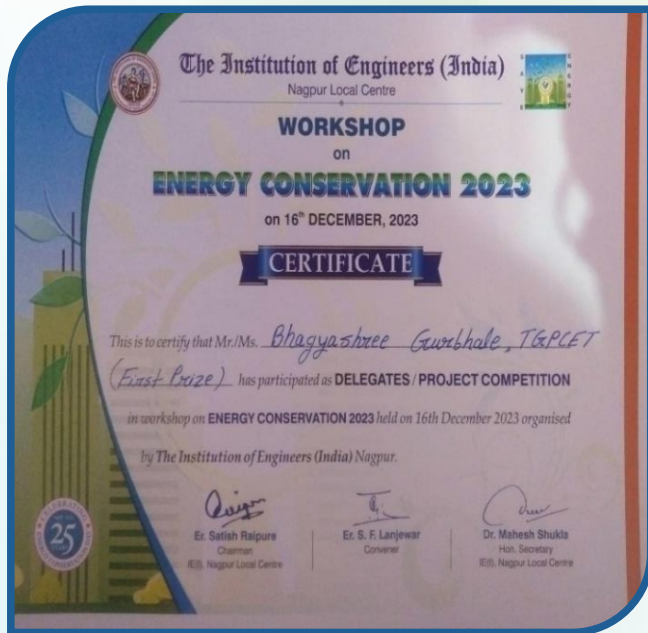 The Institution of Engineers (India)
Nagpur Local Centre
SAVE
ENERGY
WORKSHOP
on
ENERGY CONSERVATION 2023
on 16th DECEMBER, 2023
CERTIFICATE
This is to certify that Mr./Ms. Bhagyashree Gurbhale, TGPCET
(First Prize) has participated as DELEGATES / PROJECT COMPETITION
in workshop on ENERGY CONSERVATION 2023 held on 16th December 2023 organised
by The Institution of Engineers (India) Nagpur.
25
Er. Satish Raipure
Chairman
IE(I), Nagpur Local Centre
Er. S. F. Lanjewar
Convener
Dr. Mahesh Shukla
Hon. Secretary
IE(I), Nagpur Local Centre